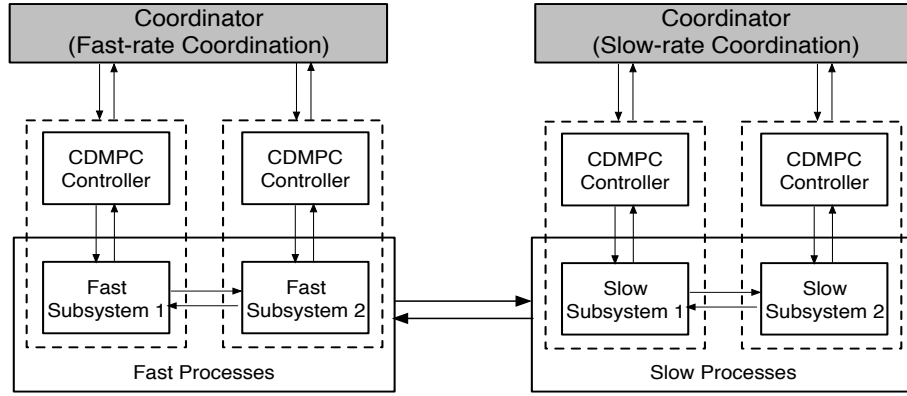 Coordinator
(Fast-rate Coordination)
CDMPC
Controller
CDMPC
Controller
Fast
Subsystem 1
Fast
Subsystem 2
Fast Processes
Coordinator
(Slow-rate Coordination)
CDMPC
Controller
CDMPC
Controller
Slow
Subsystem 1
Slow
Subsystem 2
Slow Processes